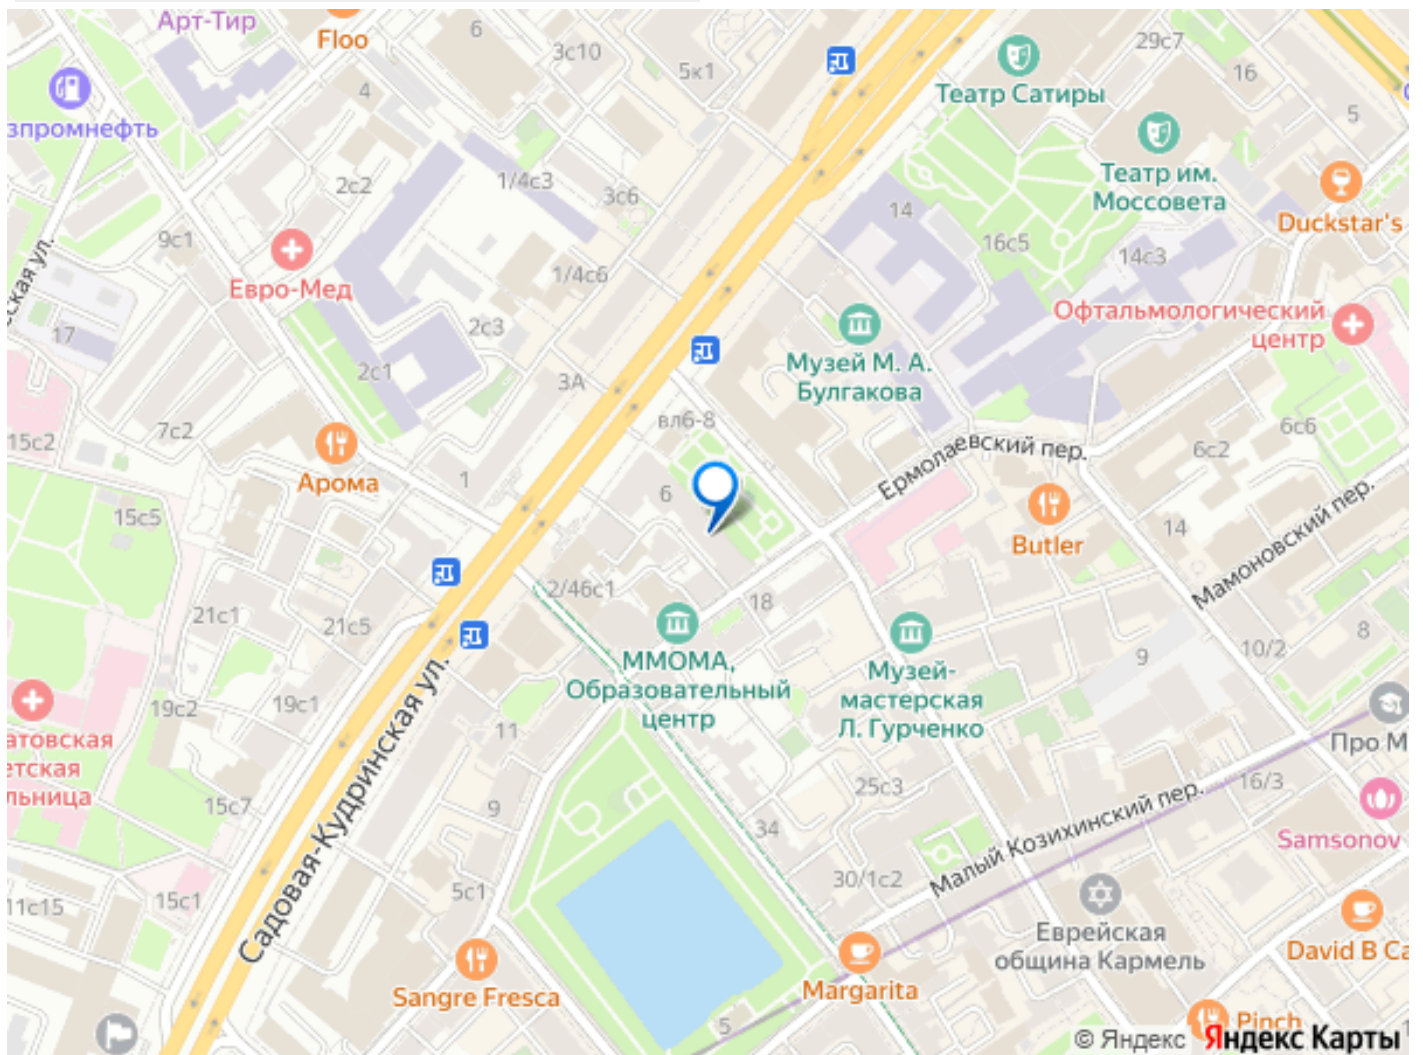 Арт-Тир
Floo
6
3с10
5к1
29с7
16
Театр Сатиры
5
зпромнефть
4
Театр им.
Моссовета
2с2
1/4с3
3с6
14
Duckstar's
9с1
16с5
14с3
Евро-Мед
1/4с6
ская ул.
17
2с3
Офтальмологический
центр
Музей М. А.
Булгакова
2с1
3А
вл6-8
15с2
7с2
6с6
6с2
Ермолаевский пер.
Арома
1
6
15с5
14
Butler
Мамоновский пер.
2/46с1
18
21с1
21с5
8
10/2
9
ММОМА,
Образовательный
центр
Музей-
мастерская
Л. Гурченко
19с2
19с1
11
Садовая-Кудринская ул.
атовская
етская
льница
Про М
15с7
9
25с3
16/3
34
Малый Козихинский пер.
Samsonov
30/1с2
5с1
15с1
11с15
Еврейская
община Кармель
David B Ca
Sangre Fresca
Margarita
5
Pinch
© Яндекс Яндекс Карты